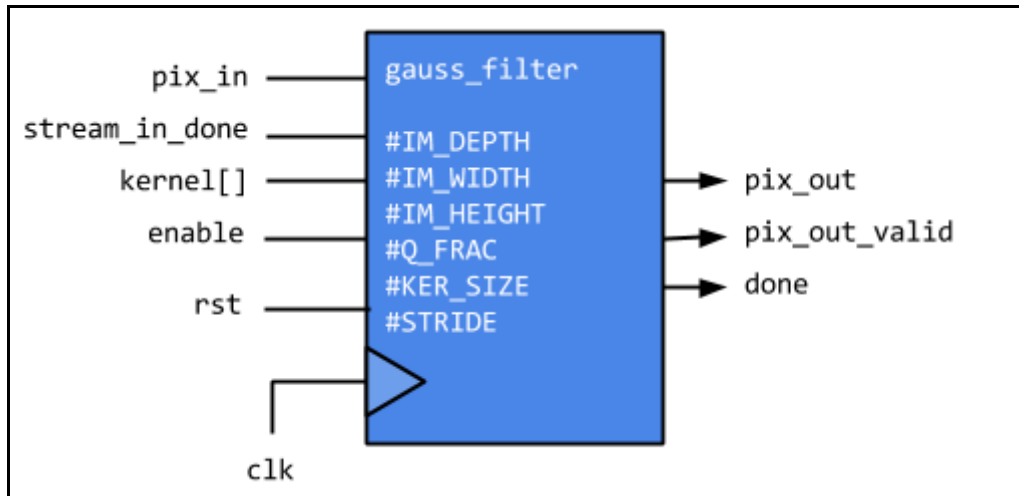 pix_in
stream_in_done
kernel[]
enable
rst
clk
gauss_filter
#IM_DEPTH
#IM_WIDTH
#IM_HEIGHT
#Q_FRAC
#KER_SIZE
#STRIDE
pix_out
pix_out_valid
done